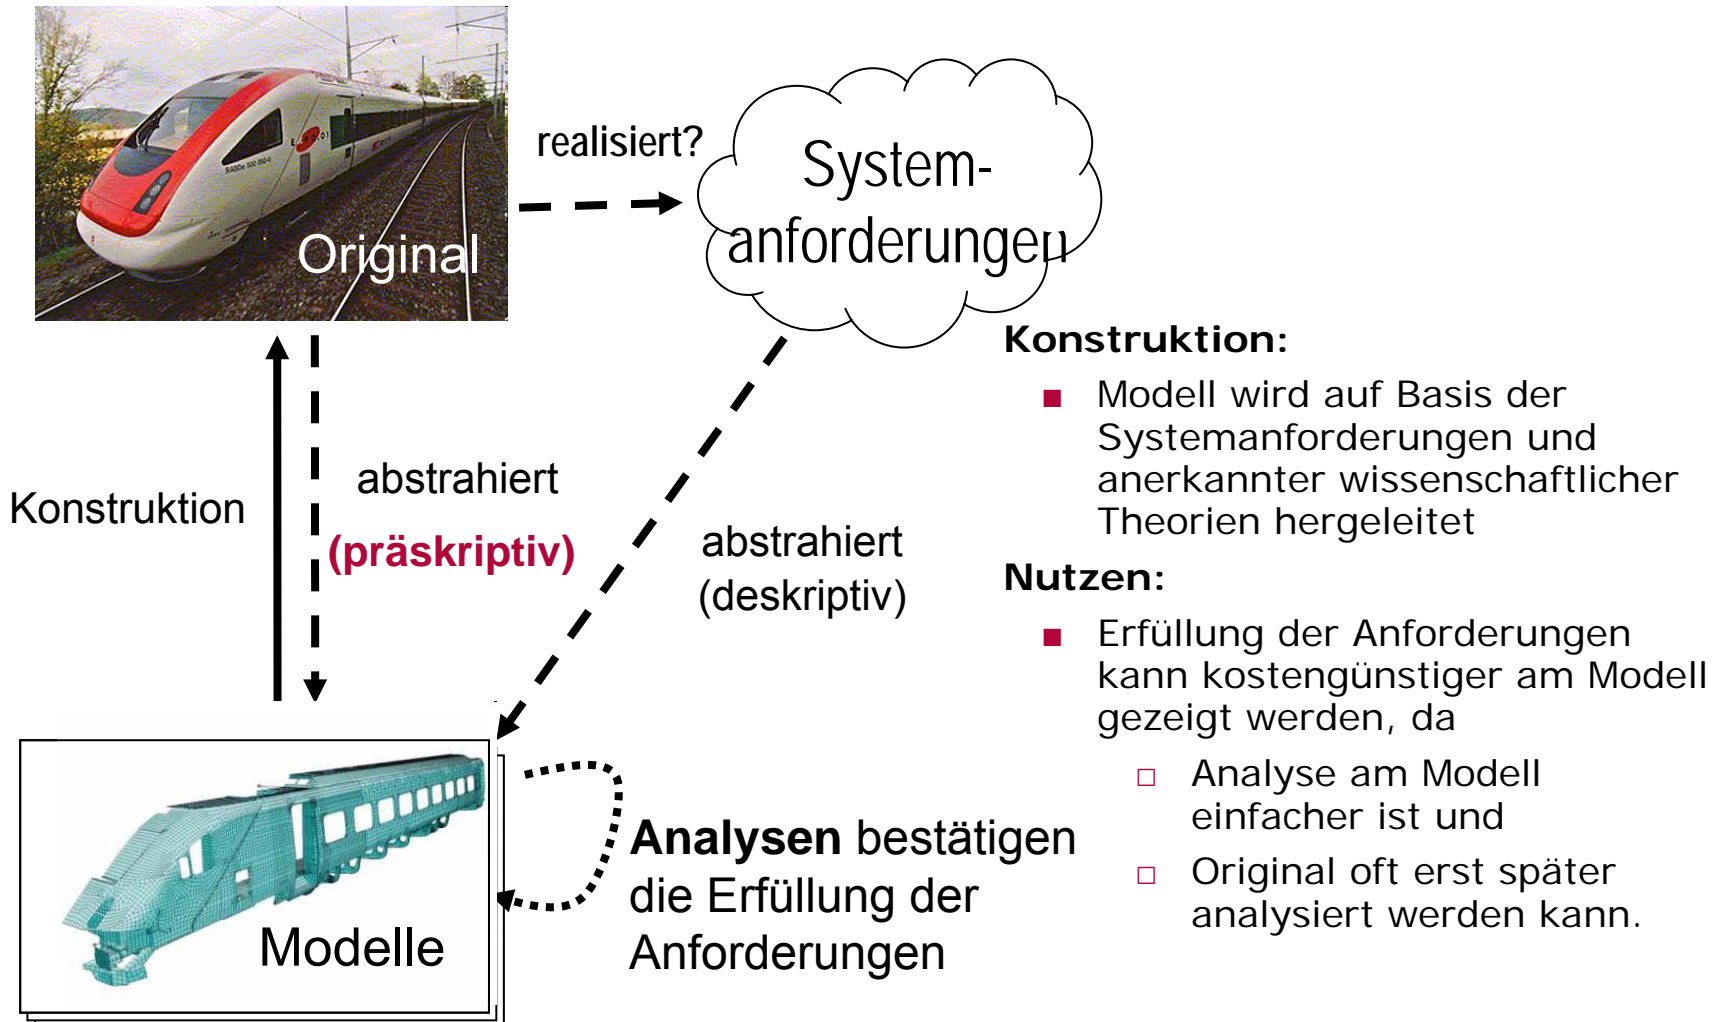 Original
realisiert?
System-
anforderungen
Konstruktion
abstrahiert
(präskriptiv)
abstrahiert
(deskriptiv)
Modelle
Analysen bestätigen
die Erfüllung der
Anforderungen
Konstruktion:
Modell wird auf Basis der
Systemanforderungen und
anerkannter wissenschaftlicher
Theorien hergeleitet
Nutzen:
Erfüllung der Anforderungen
kann kostengünstiger am Modell
gezeigt werden, da
Analyse am Modell
einfacher ist und
Original oft erst später
analysiert werden kann.